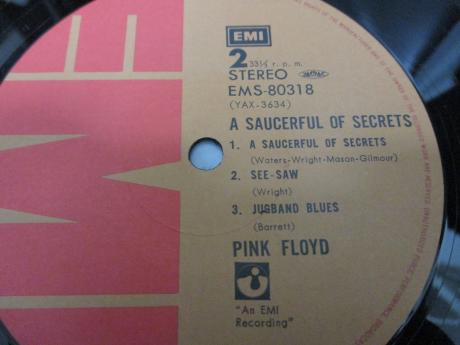 EMI
2
33⅓ r. p. m.
STEREO
EMS-80318
(YAX-3634)
A SAUCERFUL OF SECRETS
1. A SAUCERFUL OF SECRETS
(Waters-Wright-Mason-Gilmour)
2. SEE-SAW
(Wright)
3. JUGBAND BLUES
(Barrett)
PINK FLOYD
"An EMI
Recording"